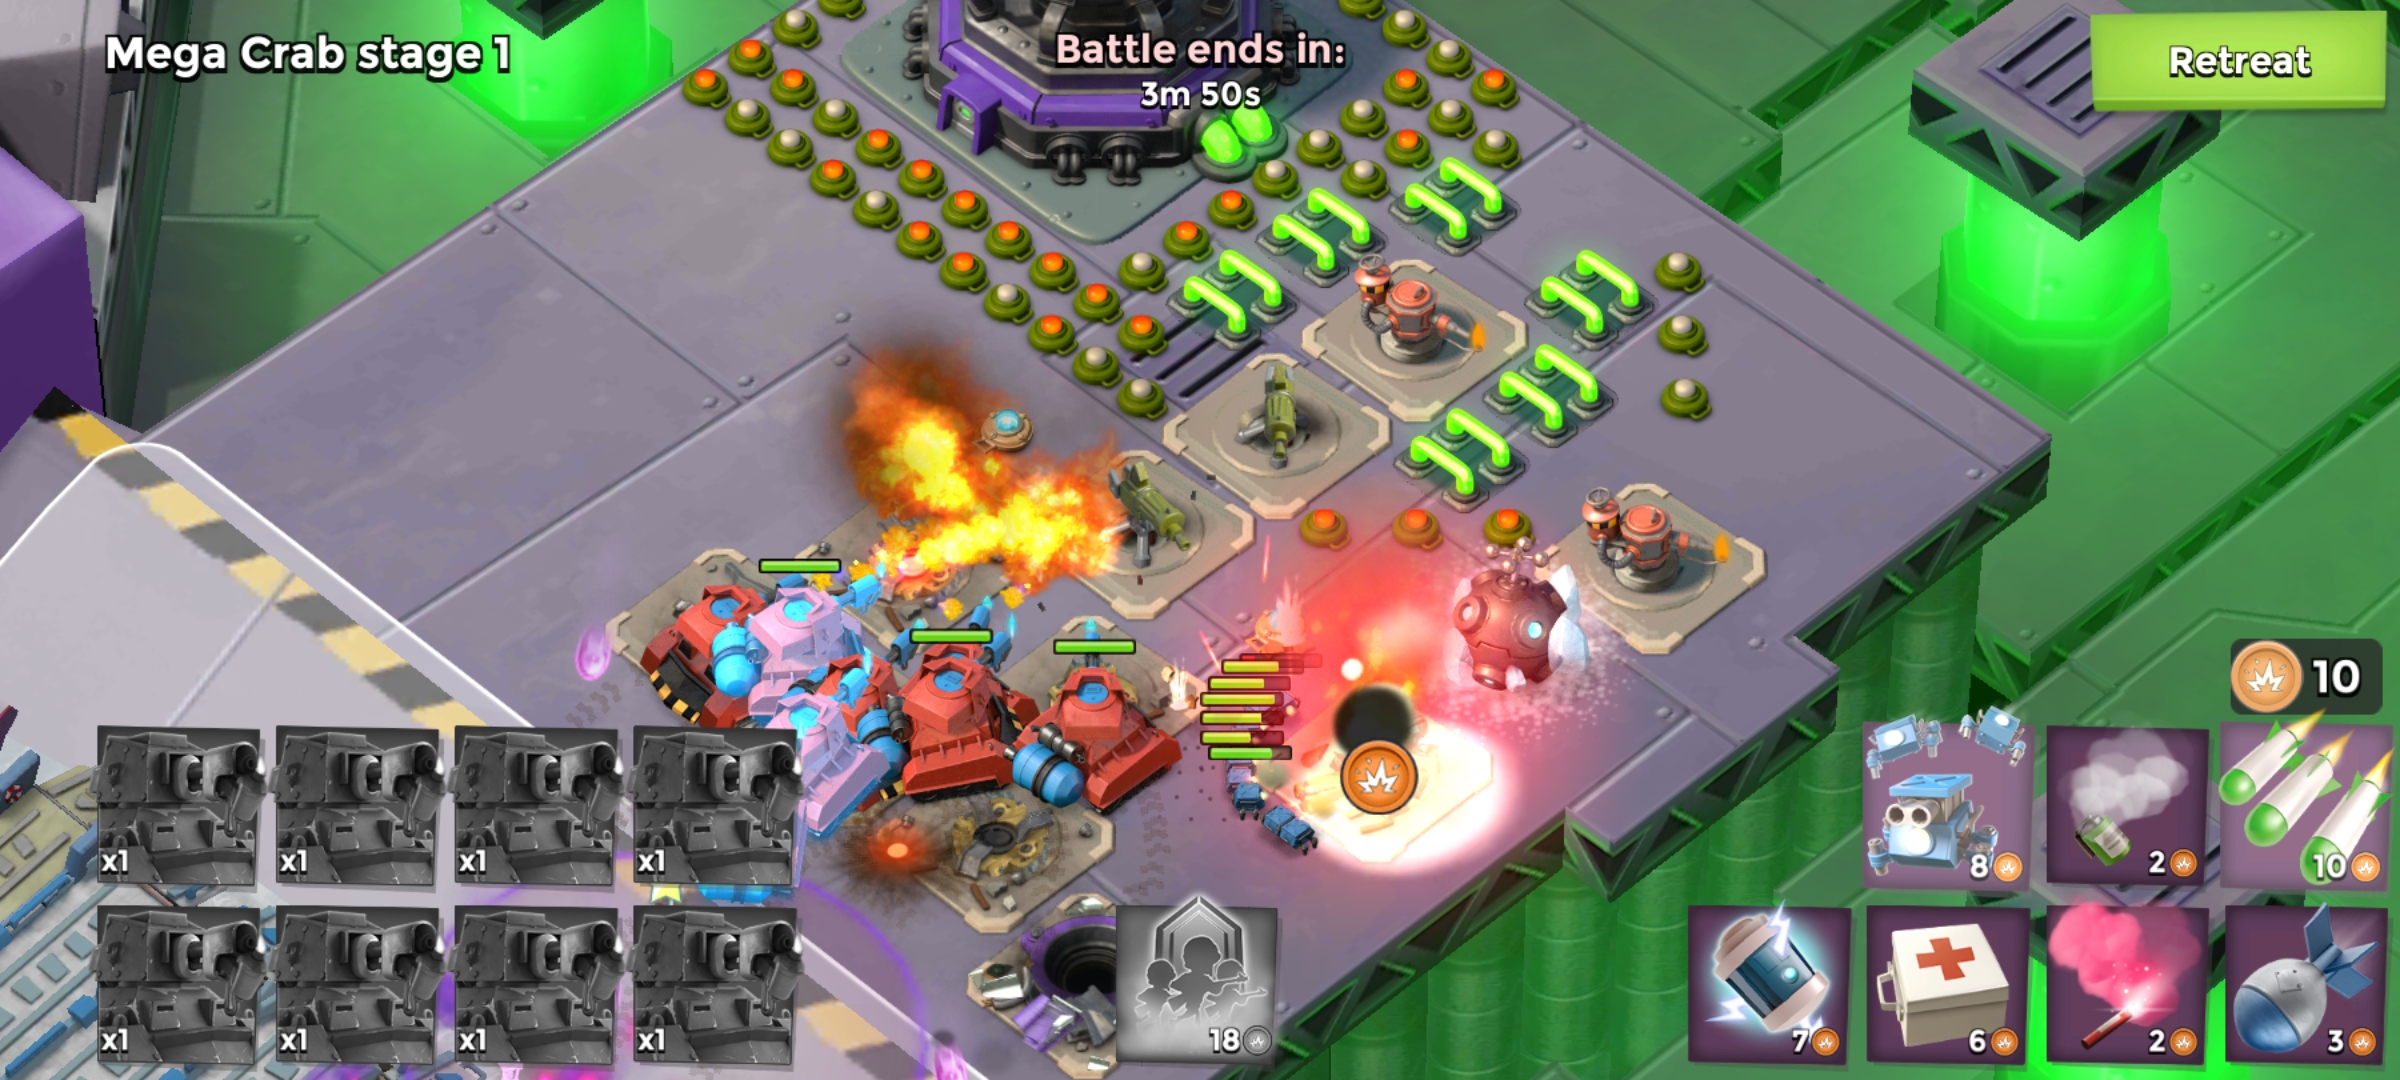 Mega Crab stage 1
Battle ends in:
3m 50s
Retreat
10
8
2
10
x1
x1
x1
x1
x1
x1
x1
x1
18
7
6
2
3